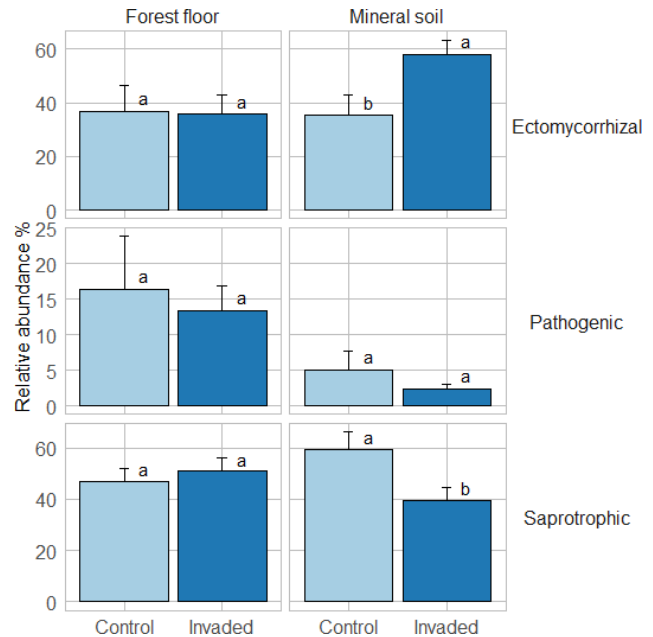 Forest floor Mineral soil
60
40
20
0
a a b a
Ectomycorrhizal
Relative abundance %
25
20
15
10
5
0
a a a a
Pathogenic
60
40
20
0
a a a b
Saprotrophic
Control Invaded Control Invaded